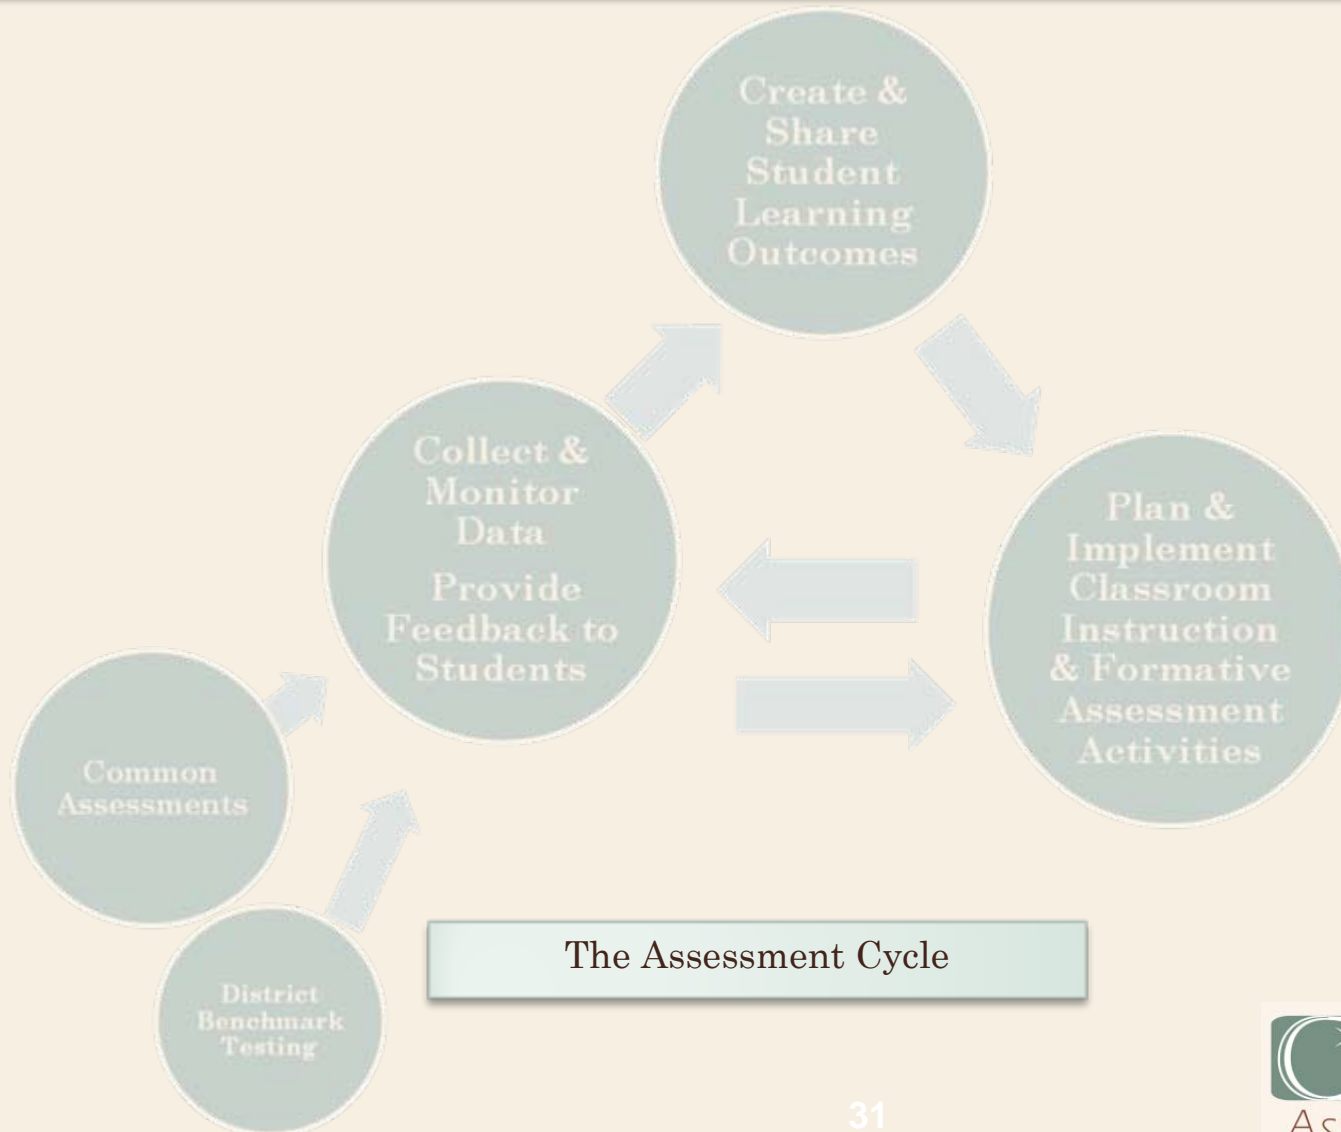 Create &
Share
Student
Learning
Outcomes
Collect &
Monitor
Data
Provide
Feedback to
Students
Plan &
Implement
Classroom
Instruction
& Formative
Assessment
Activities
Common
Assessments
District
Benchmark
Testing
The Assessment Cycle
31